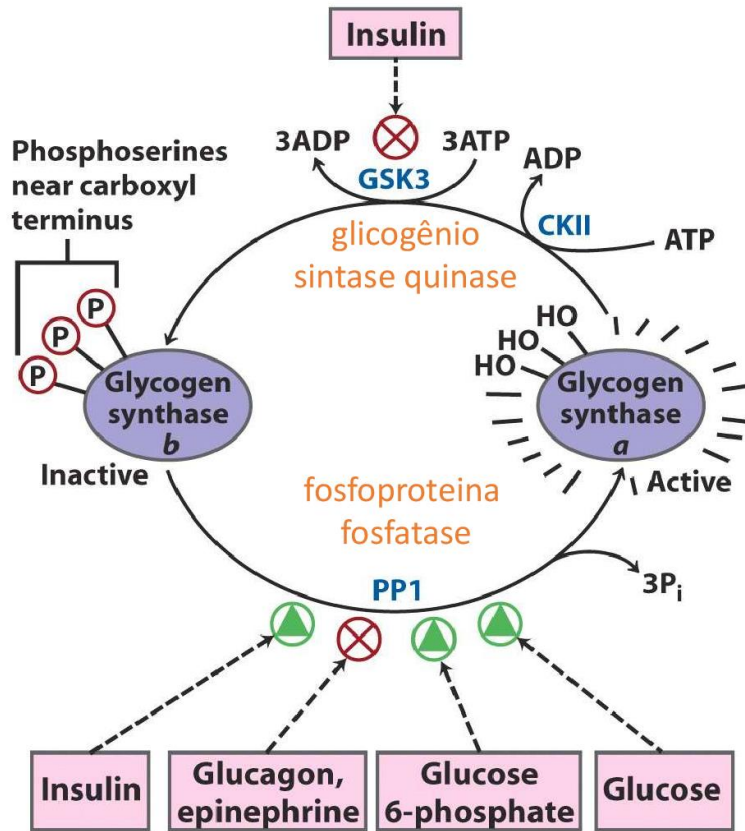 Insulin
3ADP
3ATP
GSK3
ADP
CKII
ATP
Phosphoserines
near carboxyl
terminus
glicogênio
sintase quinase
P
P
P
HO
HO
HO
Glycogen
synthase
b
Inactive
Glycogen
synthase
a
Active
fosfoproteina
fosfatase
PP1
3Pi
Insulin
Glucagon,
epinephrine
Glucose
6-phosphate
Glucose